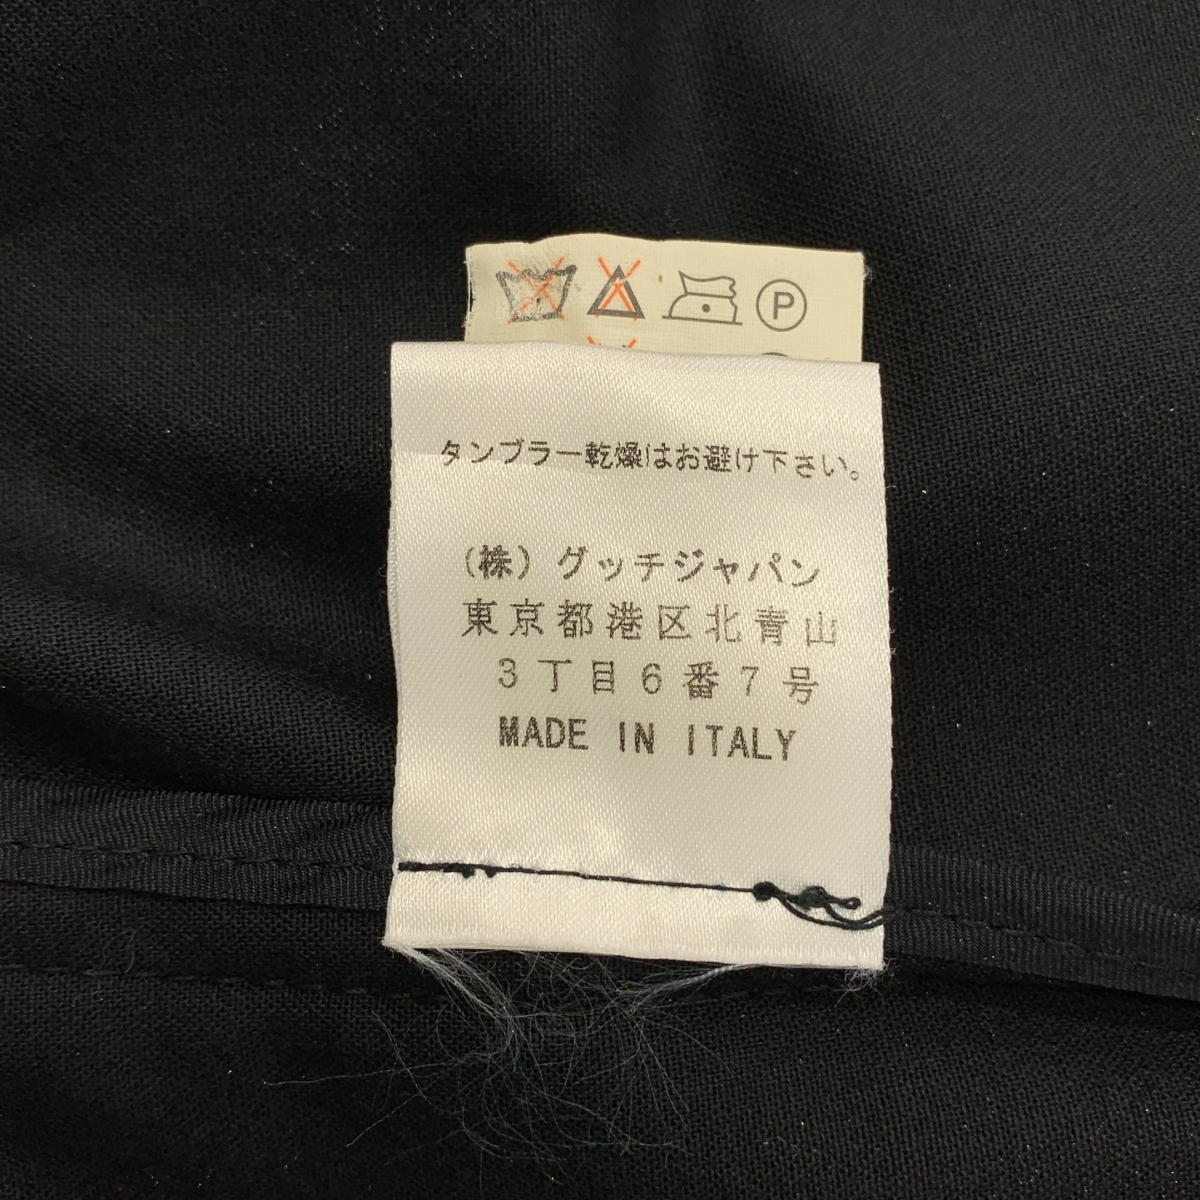 P
タンブラー乾燥はお避け下さい。
(株)グッチジャパン
東京都港区北青山
3丁目6番7号
MADE IN ITALY